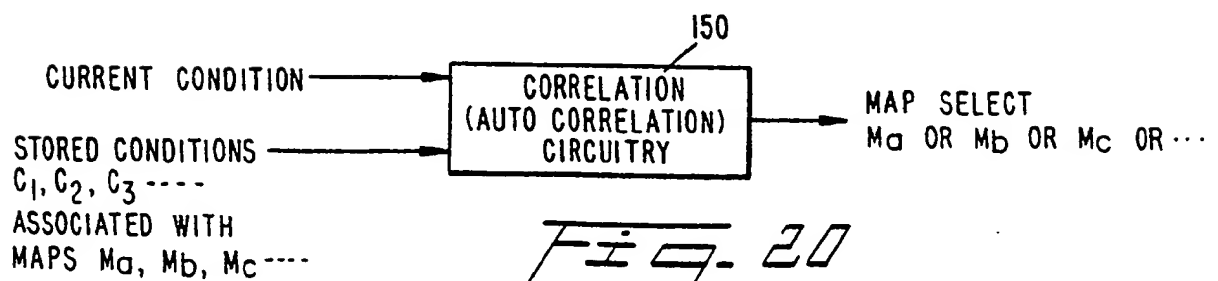 150
CURRENT CONDITION
CORRELATION
(AUTO CORRELATION)
CIRCUITRY
MAP SELECT
Ma OR Mb OR Mc OR ···
STORED CONDITIONS
C1, C2, C3 ----
ASSOCIATED WITH
MAPS Ma, Mb, Mc ----
Fig. 20